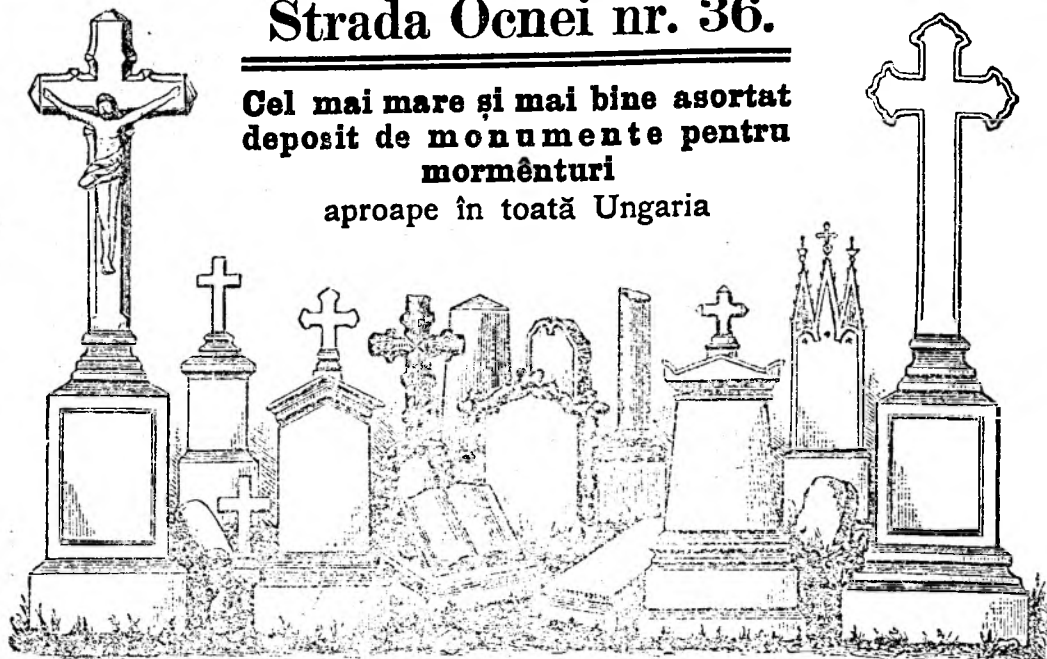 Strada Ocnei nr. 36.
Cel mai mare și mai bine asortat
deposit de monumente pentru
mormênturi
aproape în toată Ungaria